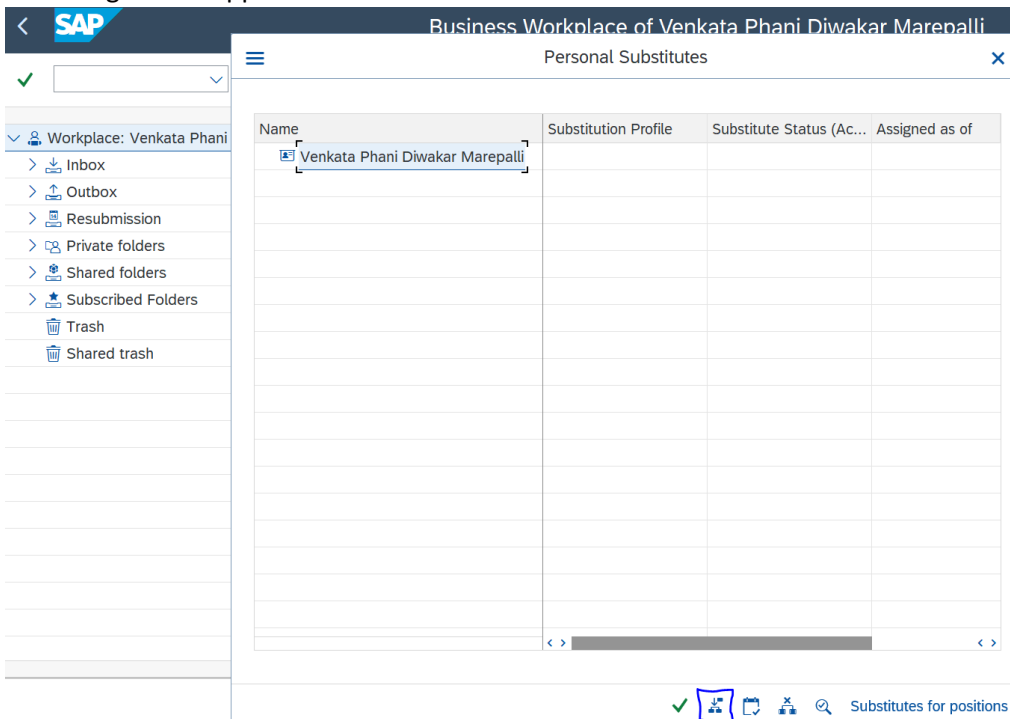 SAP
Business Workplace of Venkata Phani Diwakar Marepalli
Personal Substitutes
Workplace: Venkata Phani
Inbox
Outbox
Resubmission
Private folders
Shared folders
Subscribed Folders
Trash
Shared trash
Name Substitution Profile Substitute Status (Ac... Assigned as of
Venkata Phani Diwakar Marepalli
Substitutes for positions